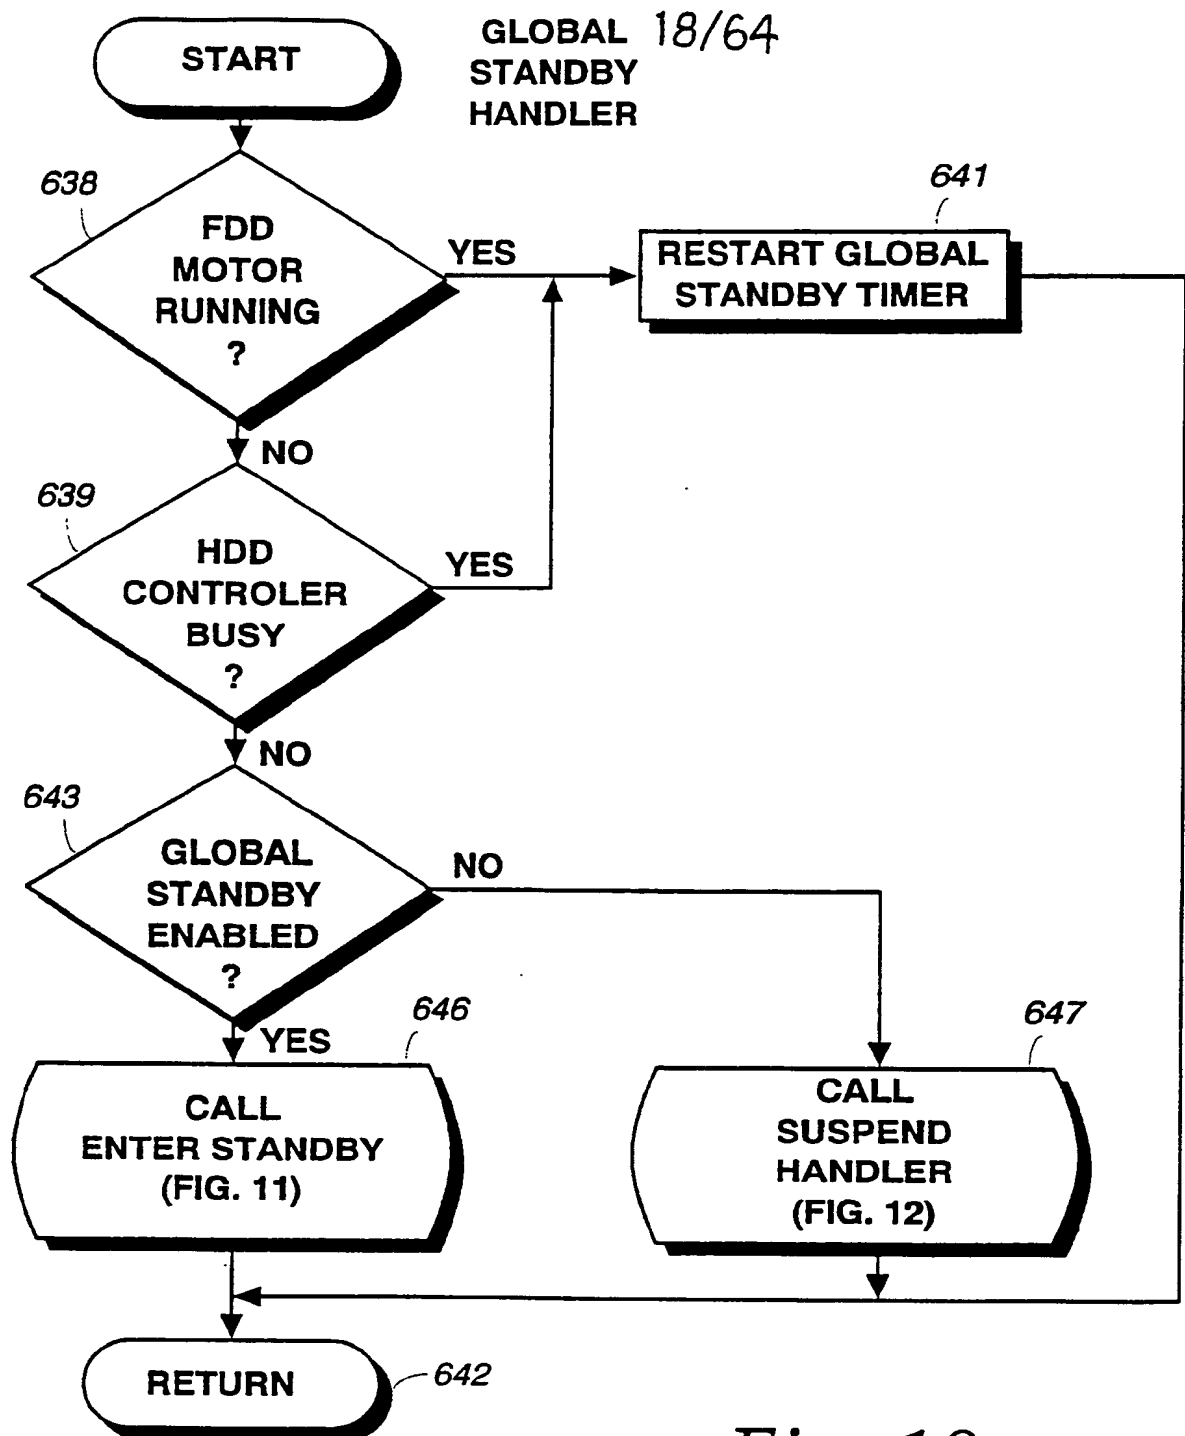 START
GLOBAL 18/64
STANDBY
HANDLER
638
FDD
MOTOR
RUNNING
?
YES
641
RESTART GLOBAL
STANDBY TIMER
NO
639
HDD
CONTROLER
BUSY
?
YES
NO
643
GLOBAL
STANDBY
ENABLED
?
NO
YES
646
CALL
ENTER STANDBY
(FIG. 11)
647
CALL
SUSPEND
HANDLER
(FIG. 12)
RETURN
642